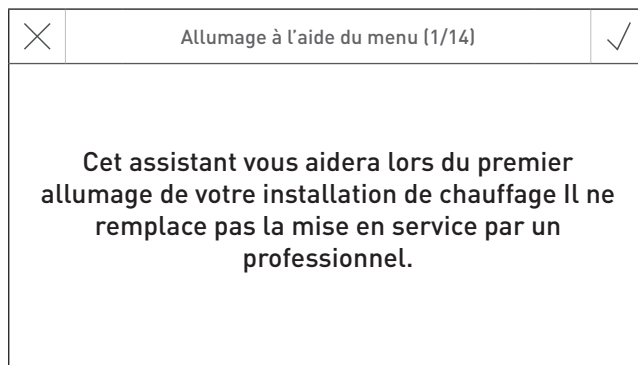 Allumage à l’aide du menu (1/14)
Cet assistant vous aidera lors du premier
allumage de votre installation de chauffage Il ne
remplace pas la mise en service par un
professionnel.